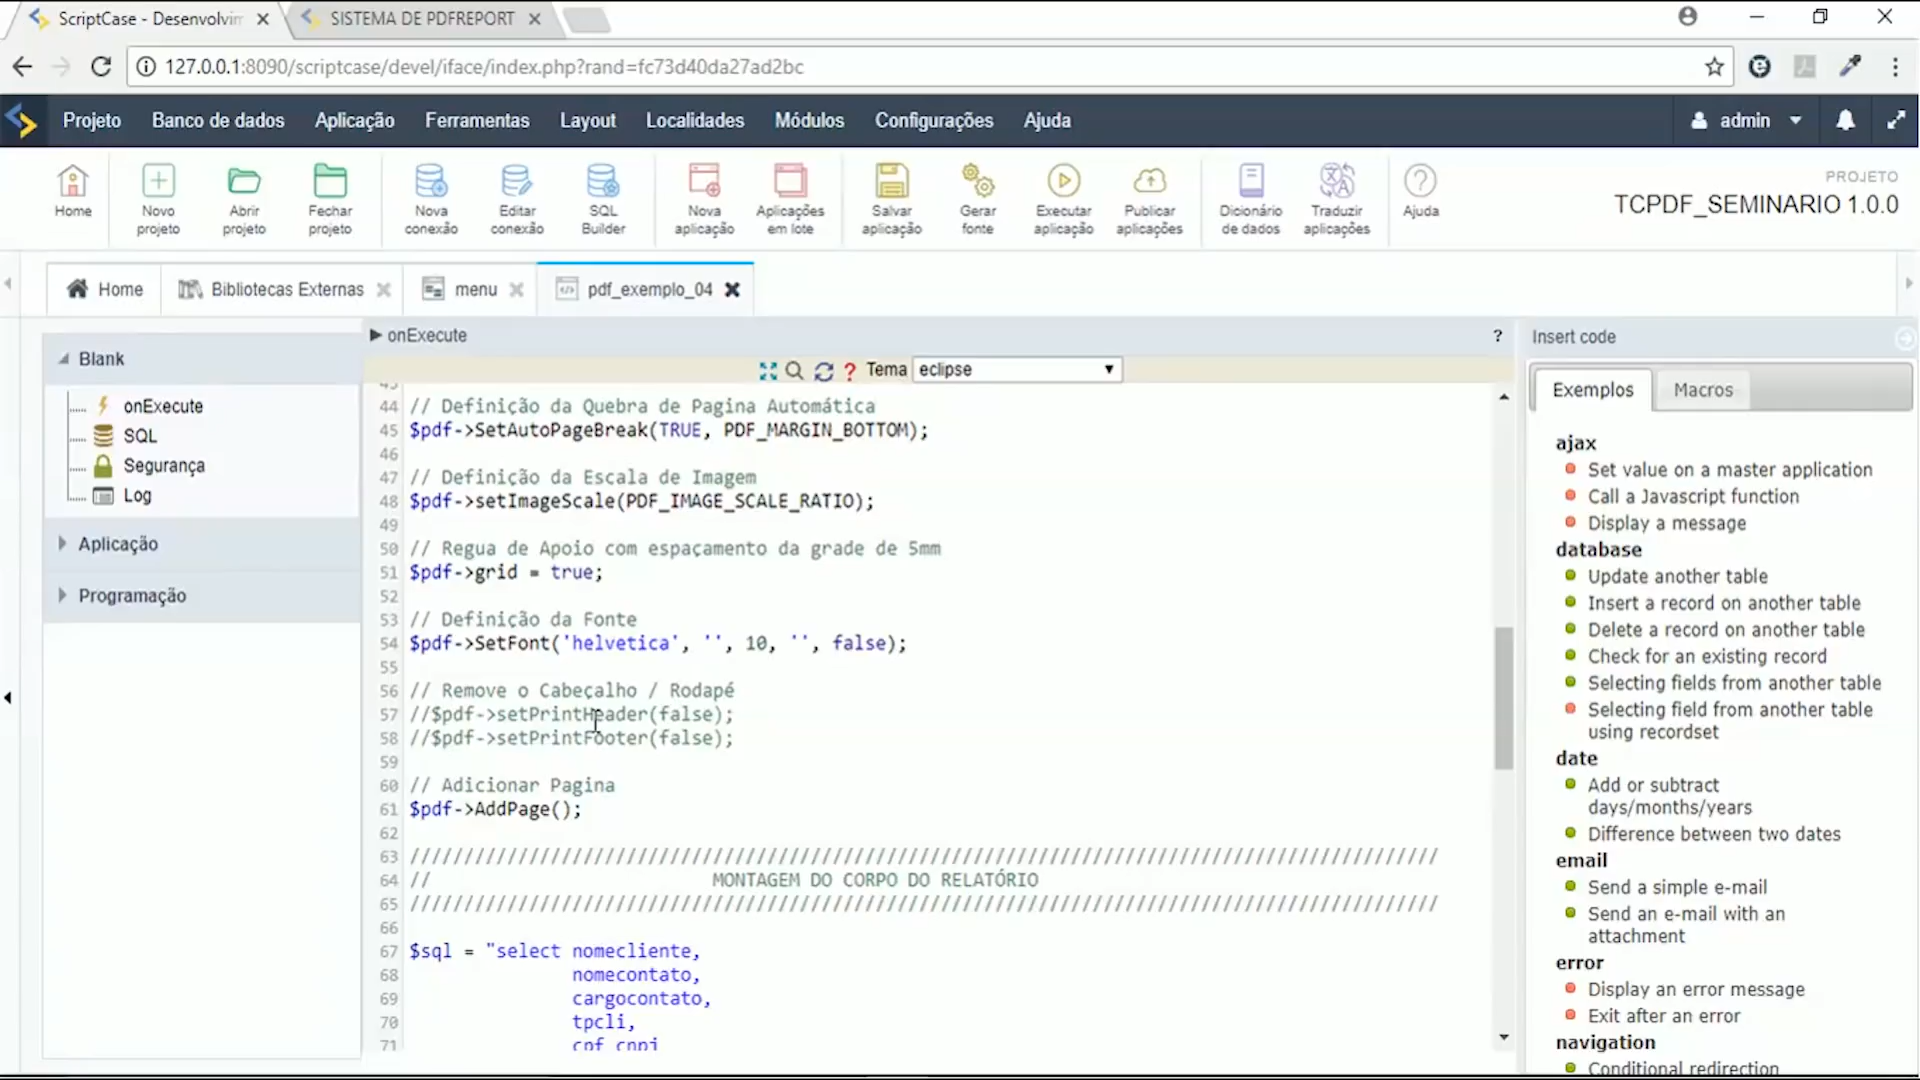 ScriptCase - Desenvolvim
SISTEMA DE PDFREPORT
127.0.0.1:8090/scriptcase/devel/iface/index.php?rand=fc73d40da27ad2bc
Projeto Banco de dados Aplicação Ferramentas Layout Localidades Módulos Configurações Ajuda admin
Home
Novo projeto
Abrir projeto
Fechar projeto
Nova conexão
Editar conexão
SQL Builder
Nova aplicação
Aplicações em lote
Salvar aplicação
Gerar fonte
Executar aplicação
Publicar aplicações
Dicionário de dados
Traduzir aplicações
Ajuda
PROJETO
TCPDF_SEMINARIO 1.0.0
Home Bibliotecas Externas menu pdf_exemplo_04
Blank
onExecute
SQL
Segurança
Log
Aplicação
Programação
onExecute ?
? Tema eclipse
44 // Definição da Quebra de Pagina Automática
45 $pdf->SetAutoPageBreak(TRUE, PDF_MARGIN_BOTTOM);
46
47 // Definição da Escala de Imagem
48 $pdf->setImageScale(PDF_IMAGE_SCALE_RATIO);
49
50 // Regua de Apoio com espaçamento da grade de 5mm
51 $pdf->grid = true;
52
53 // Definição da Fonte
54 $pdf->SetFont('helvetica', '', 10, '', false);
55
56 // Remove o Cabeçalho / Rodapé
57 //$pdf->setPrintHeader(false);
58 //$pdf->setPrintFooter(false);
59
60 // Adicionar Pagina
61 $pdf->AddPage();
62
63 ///////////////////////////////////////////////////////////////////////////////////////////////
64 // MONTAGEM DO CORPO DO RELATÓRIO
65 ///////////////////////////////////////////////////////////////////////////////////////////////
66
67 $sql = "select nomecliente,
68 nomecontato,
69 cargocontato,
70 tpcli,
71 cpf_cnpj
Insert code
Exemplos Macros
ajax
Set value on a master application
Call a Javascript function
Display a message
database
Update another table
Insert a record on another table
Delete a record on another table
Check for an existing record
Selecting fields from another table
Selecting field from another table
using recordset
date
Add or subtract
days/months/years
Difference between two dates
email
Send a simple e-mail
Send an e-mail with an
attachment
error
Display an error message
Exit after an error
navigation
Conditional redirection